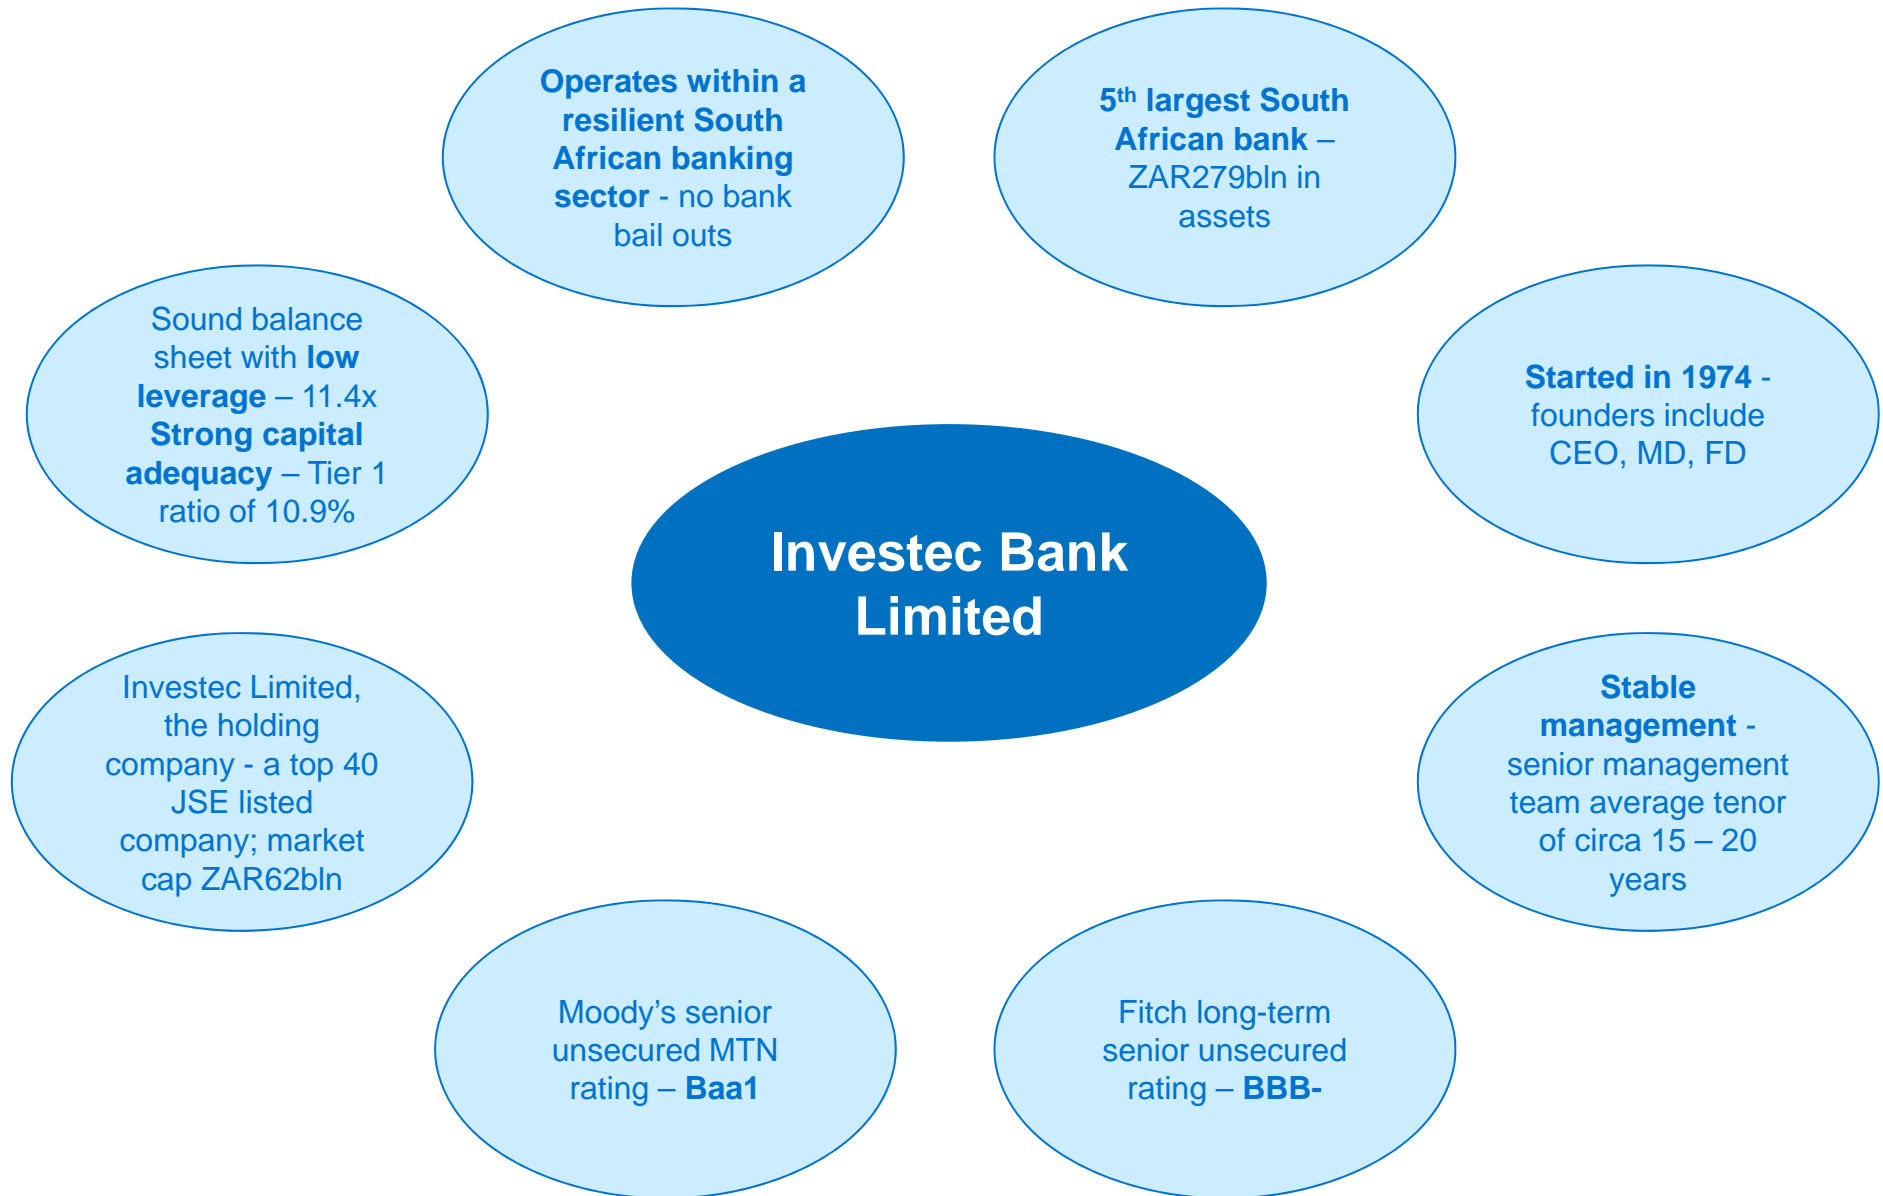 Operates within a
resilient South
African banking
sector - no bank
bail outs
5th largest South
African bank –
ZAR279bln in
assets
Sound balance
sheet with low
leverage – 11.4x
Strong capital
adequacy – Tier 1
ratio of 10.9%
Started in 1974 -
founders include
CEO, MD, FD
Investec Bank
Limited
Investec Limited,
the holding
company - a top 40
JSE listed
company; market
cap ZAR62bln
Stable
management -
senior management
team average tenor
of circa 15 – 20
years
Moody’s senior
unsecured MTN
rating – Baa1
Fitch long-term
senior unsecured
rating – BBB-